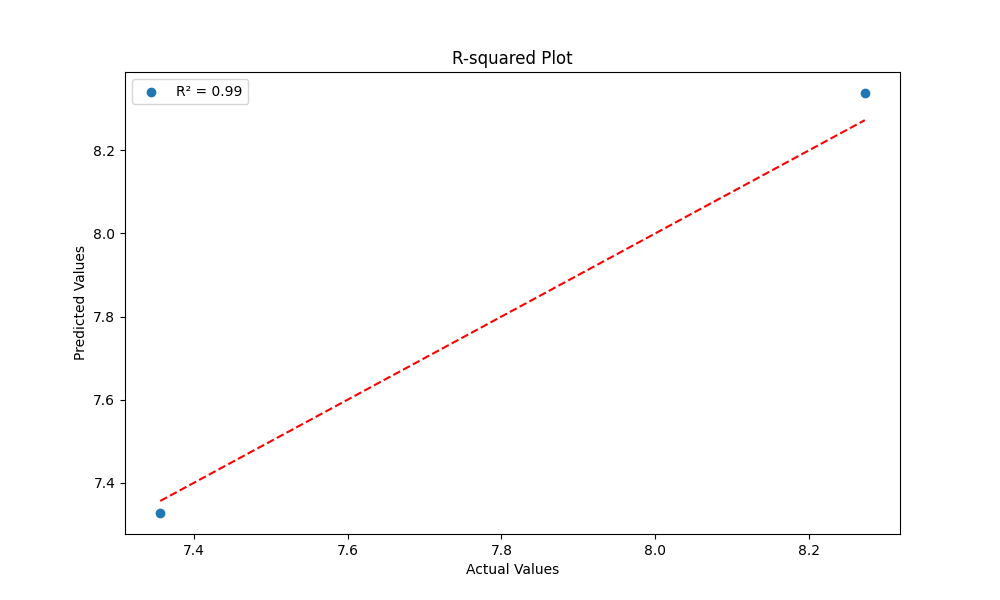 R-squared Plot
R² = 0.99
8.2
8.0
7.8
7.6
7.4
Predicted Values
7.4 7.6 7.8 8.0 8.2
Actual Values